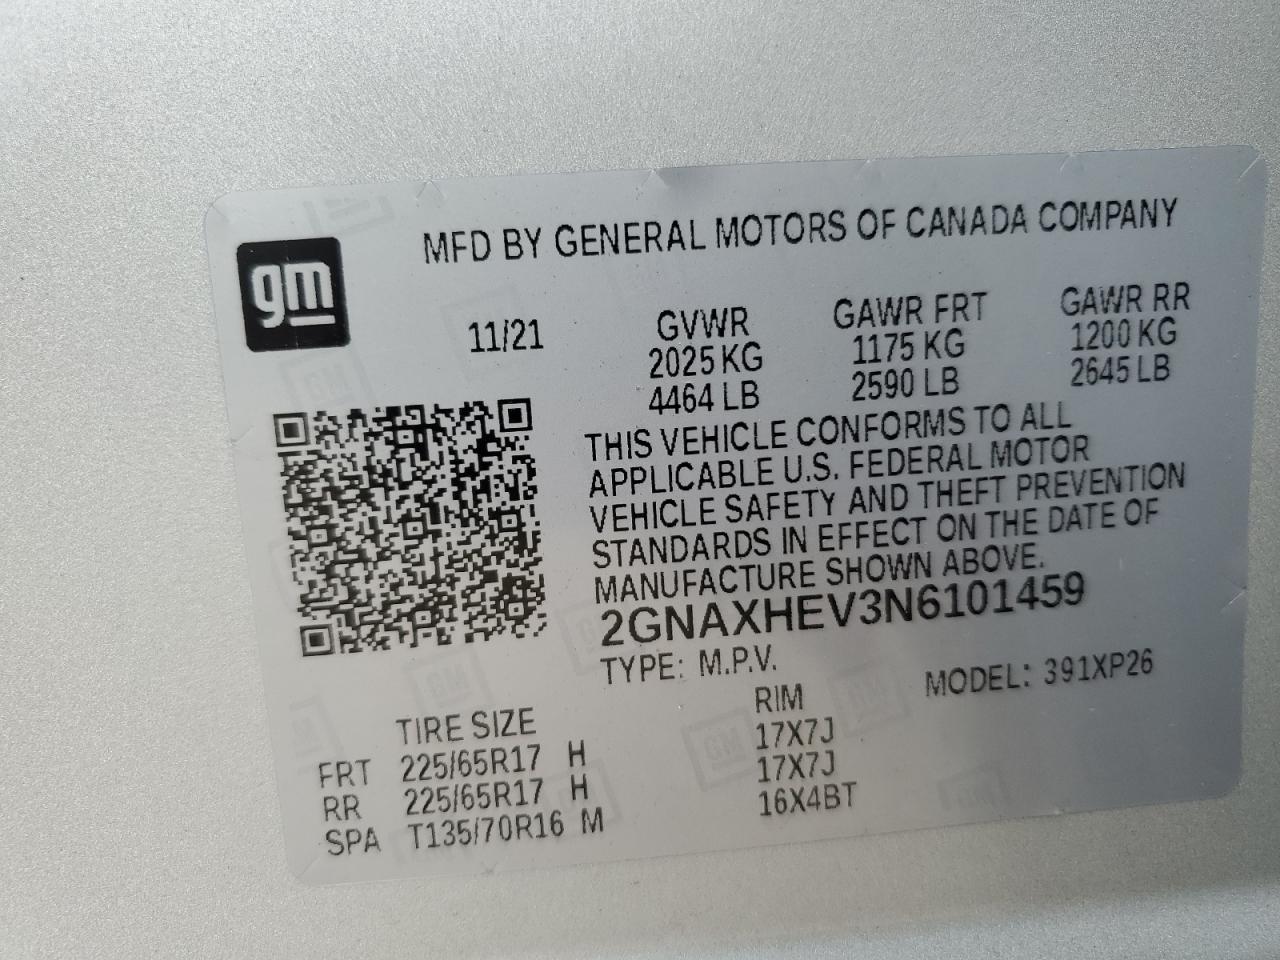 gm
MFD BY GENERAL MOTORS OF CANADA COMPANY
11/21 GVWR GAWR FRT GAWR RR
2025 KG 1175 KG 1200 KG
4464 LB 2590 LB 2645 LB
THIS VEHICLE CONFORMS TO ALL
APPLICABLE U.S. FEDERAL MOTOR
VEHICLE SAFETY AND THEFT PREVENTION
STANDARDS IN EFFECT ON THE DATE OF
MANUFACTURE SHOWN ABOVE.
2GNAXHEV3N6101459
TYPE: M.P.V. MODEL: 391XP26
TIRE SIZE RIM
FRT 225/65R17 H 17X7J
RR 225/65R17 H 17X7J
SPA T135/70R16 M 16X4BT